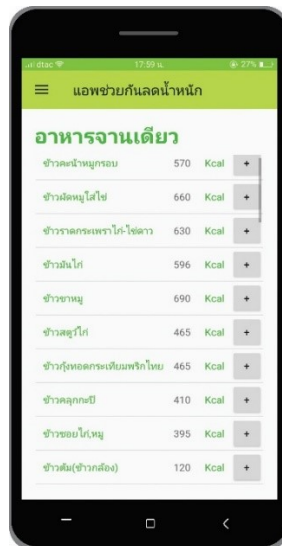 dtac 17:59 น. 27%
แอพช่วยกันลดน้ำหนัก
อาหารจานเดียว
ข้าวคะน้าหมูกรอบ 570 Kcal +
ข้าวผัดหมูใส่ไข่ 660 Kcal +
ข้าวราดกระเพราไก่-ไข่ดาว 630 Kcal +
ข้าวมันไก่ 596 Kcal +
ข้าวขาหมู 690 Kcal +
ข้าวสตูว์ไก่ 465 Kcal +
ข้าวกุ้งทอดกระเทียมพริกไทย 465 Kcal +
ข้าวคลุกกะปิ 410 Kcal +
ข้าวซอยไก่,หมู 395 Kcal +
ข้าวต้ม(ข้าวกล้อง) 120 Kcal +